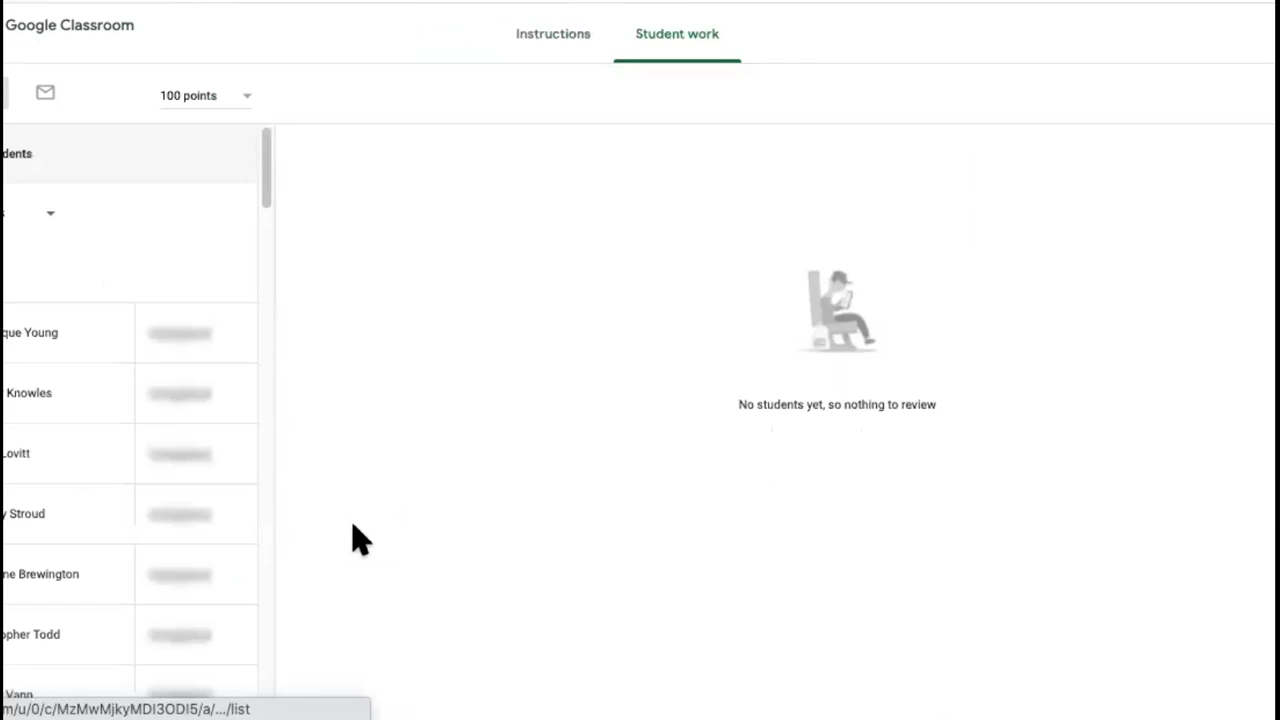 Google Classroom
Instructions
Student work
100 points
dents
s
que Young
Knowles
Lovitt
y Stroud
ne Brewington
opher Todd
Vann
No students yet, so nothing to review
m/u/0/c/MzMwMjkyMDI3ODI5/a/.../list